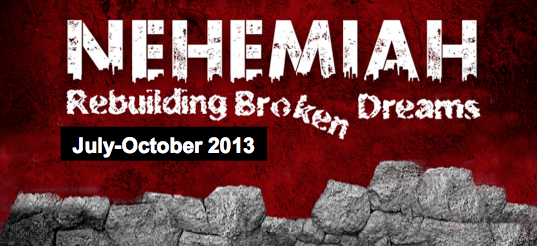 NEHEMIAH
Rebuilding Broken Dreams
July-October 2013